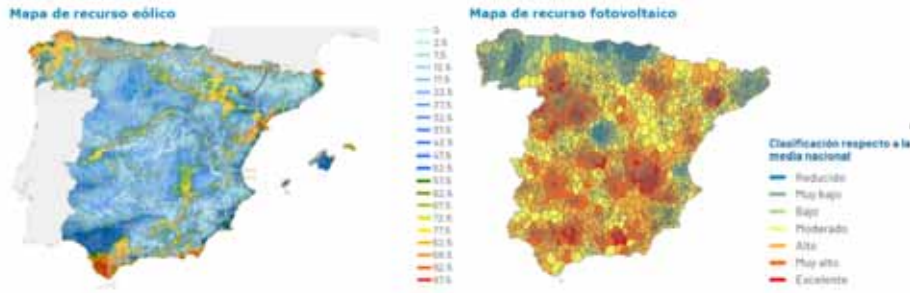 Mapa de recurso eólico
Mapa de recurso fotovoltaico
0
2.5
7.5
12.5
17.5
22.5
27.5
32.5
37.5
42.5
47.5
52.5
57.5
62.5
67.5
72.5
77.5
82.5
92.5
97.5
Clasificación respecto a la
media nacional
Reducido
Muy bajo
Bajo
Moderado
Alto
Muy alto
Excelente